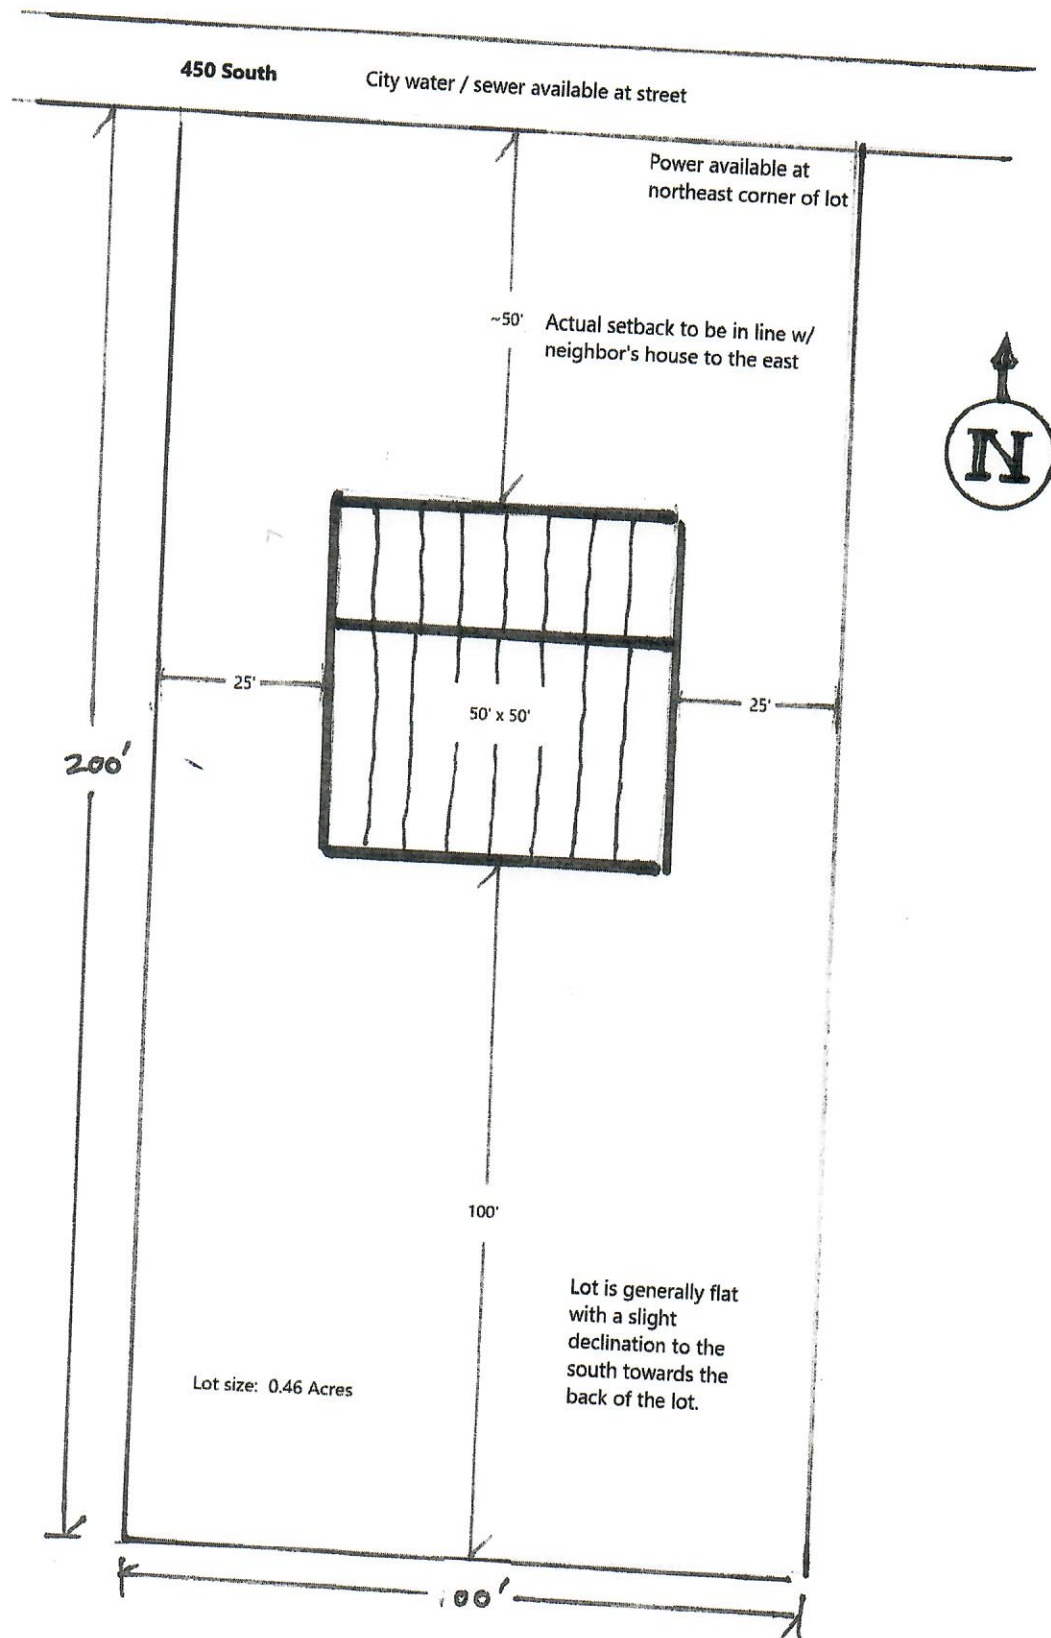 450 South
City water / sewer available at street
Power available at
northeast corner of lot
~50'
Actual setback to be in line w/
neighbor's house to the east
N
25'
50' x 50'
25'
200'
100'
Lot is generally flat
with a slight
declination to the
south towards the
back of the lot.
Lot size: 0.46 Acres
100'